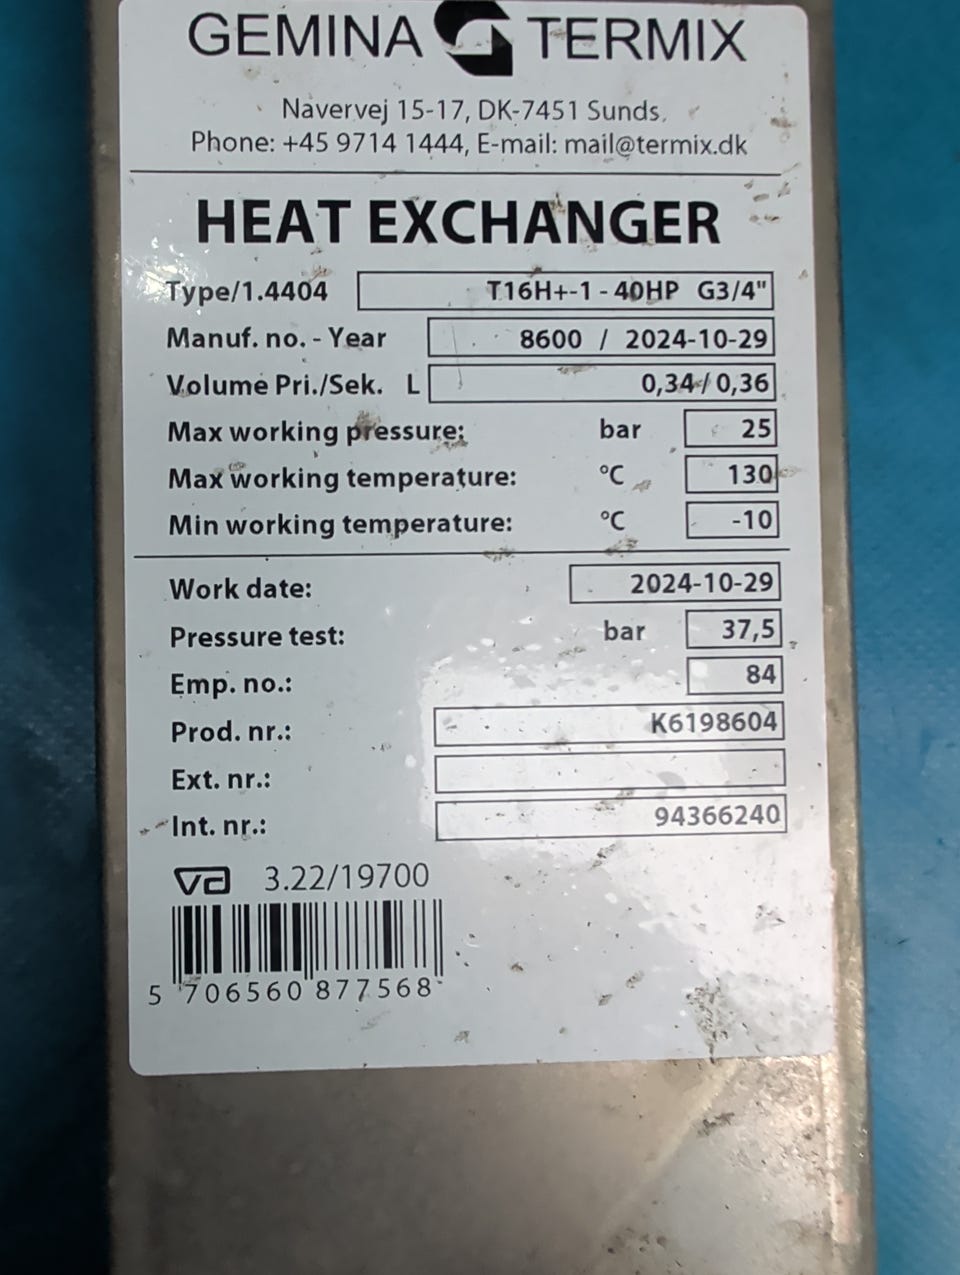 GEMINA TERMIX
Navervej 15-17, DK-7451 Sunds.
Phone: +45 9714 1444, E-mail: mail@termix.dk
HEAT EXCHANGER
Type/1.4404 T16H+-1 - 40HP G3/4"
Manuf. no. - Year 8600 / 2024-10-29
Volume Pri./Sek. L 0,34 / 0,36
Max working pressure: bar 25
Max working temperature: °C 130
Min working temperature: °C -10
Work date: 2024-10-29
Pressure test: bar 37,5
Emp. no.: 84
Prod. nr.: K6198604
Ext. nr.:
Int. nr.: 94366240
va 3.22/19700
5 706560 877568